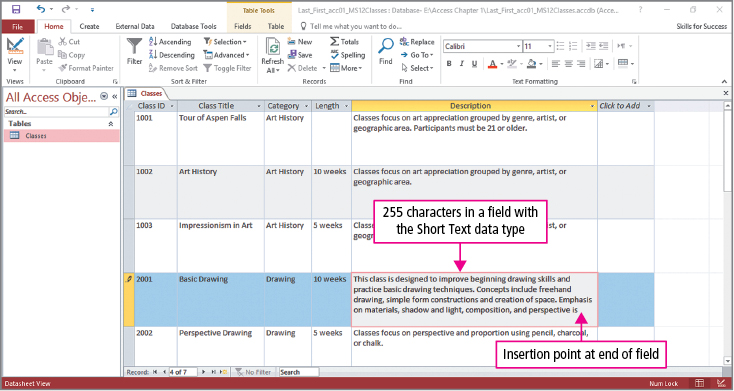 Table Tools
Last_First_acc01_MS12Classes : Database- E:\Access Chapter 1\Last_First_acc01_MS12Classes.accdb (Acce...
File Home Create External Data Database Tools Fields Table Tell me what you want to do... Skills for Success
View
Views
Paste
Cut
Copy
Format Painter
Clipboard
Filter
Ascending
Descending
Remove Sort
Selection
Advanced
Toggle Filter
Sort & Filter
Refresh All
New
Save
Delete
Totals
Spelling
More
Records
Find
Replace
Go To
Select
Find
Calibri 11
B I U A
Text Formatting
All Access Obje...
Search...
Tables
Classes
Classes
Class ID Class Title Category Length Description Click to Add
1001 Tour of Aspen Falls Art History Classes focus on art appreciation grouped by genre, artist, or
geographic area. Participants must be 21 or older.
1002 Art History Art History 10 weeks Classes focus on art appreciation grouped by genre, artist, or
geographic area.
255 characters in a field with
the Short Text data type
1003 Impressionism in Art Art History 5 weeks Class ist, or
geogr
2001 Basic Drawing Drawing 10 weeks This class is designed to improve beginning drawing skills and
practice basic drawing techniques. Concepts include freehand
drawing, simple form constructions and creation of space. Emphasis
on materials, shadow and light, composition, and perspective is
2002 Perspective Drawing Drawing 5 weeks Classes focus on perspective and proportion using pencil, charcoal,
or chalk.
Insertion point at end of field
Record: 4 of 7 No Filter Search
Datasheet View Num Lock